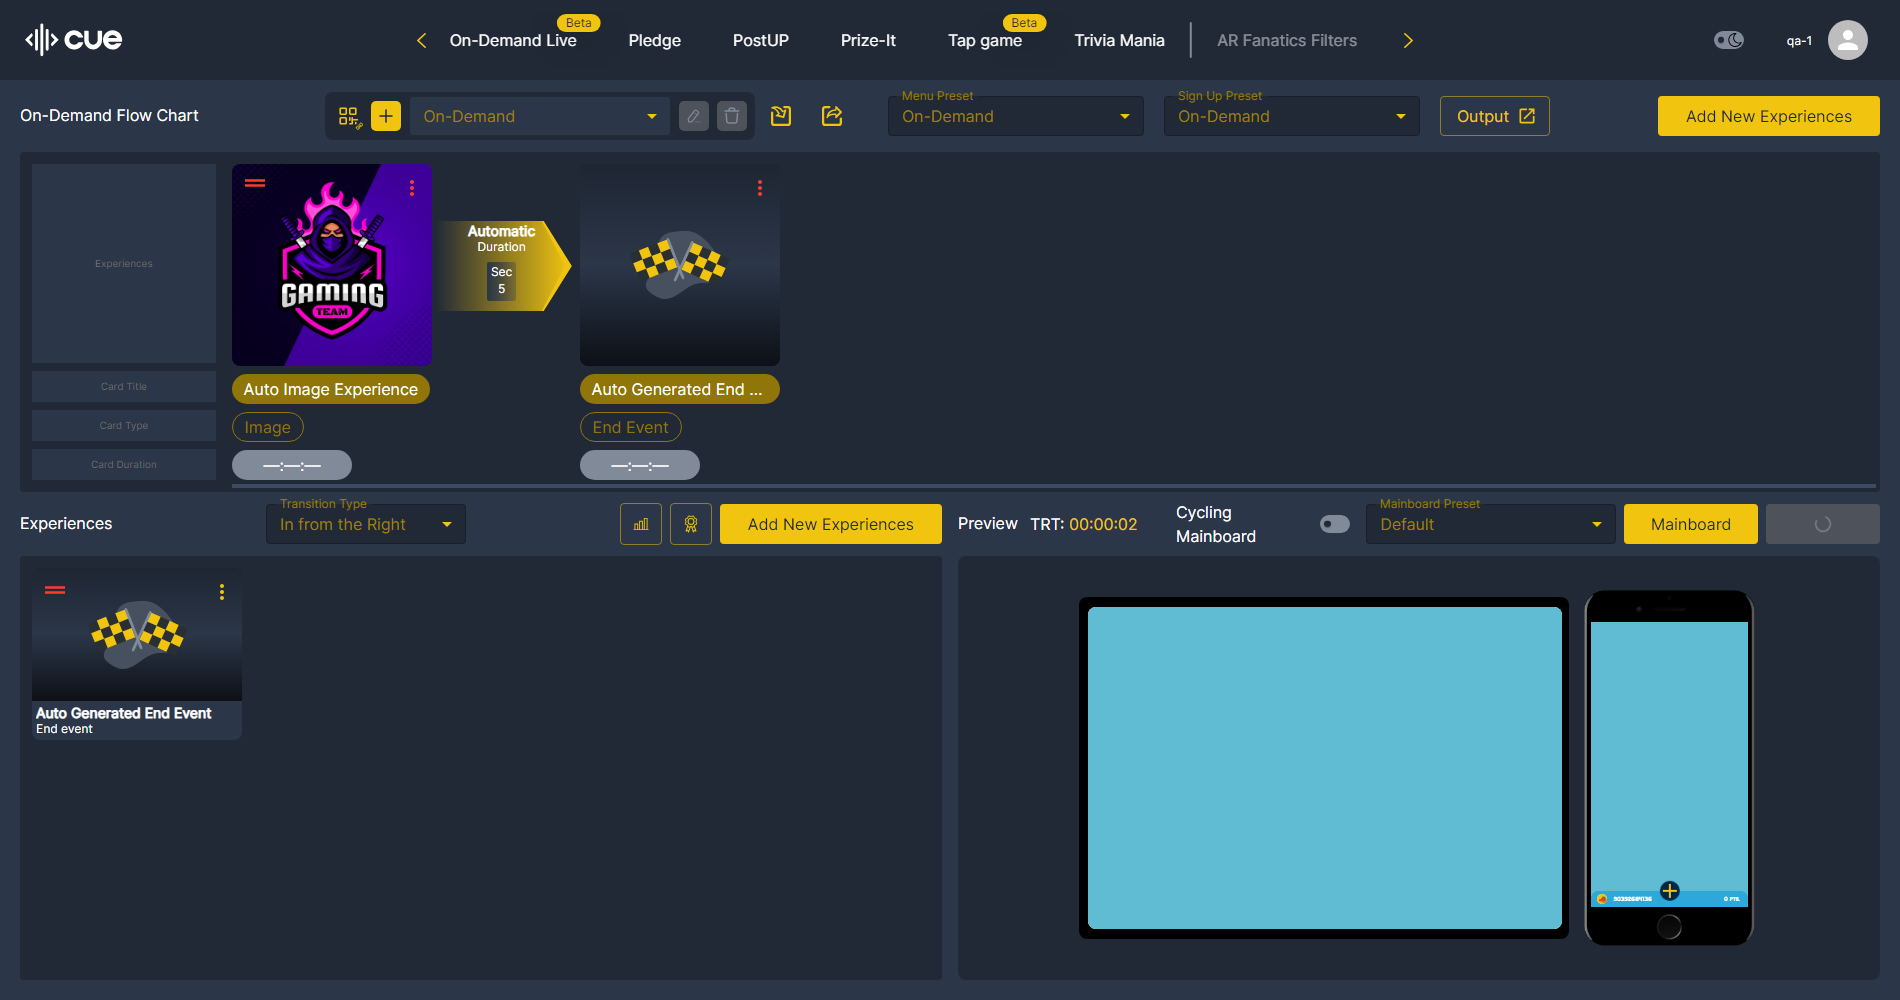 cue
On-Demand Live
Beta
Pledge
PostUP
Prize-It
Tap game
Beta
Trivia Mania
AR Fanatics Filters
qa-1
On-Demand Flow Chart
On-Demand
Menu Preset
On-Demand
Sign Up Preset
On-Demand
Output
Add New Experiences
Experiences
Card Title
Card Type
Card Duration
GAMING
TEAM
Auto Image Experience
Image
—:—:—
Automatic
Duration
Sec
5
Auto Generated End ...
End Event
—:—:—
Experiences
Transition Type
In from the Right
Add New Experiences
Preview
TRT: 00:00:02
Cycling
Mainboard
Mainboard Preset
Default
Mainboard
Auto Generated End Event
End event
0 PTS.